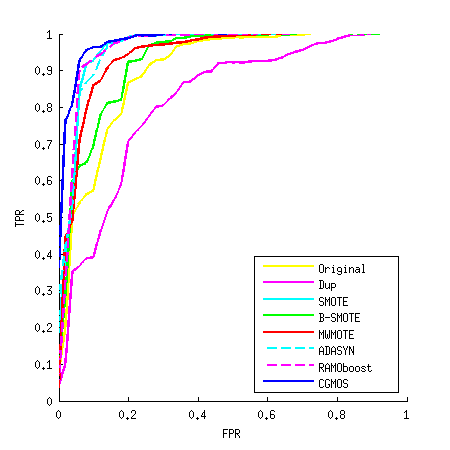 1
0.9
0.8
0.7
0.6
0.5
0.4
0.3
0.2
0.1
0
TPR
0 0.2 0.4 0.6 0.8 1
FPR
Original
Dup
SMOTE
B-SMOTE
MWMOTE
ADASYN
RAMOboost
CGMOS